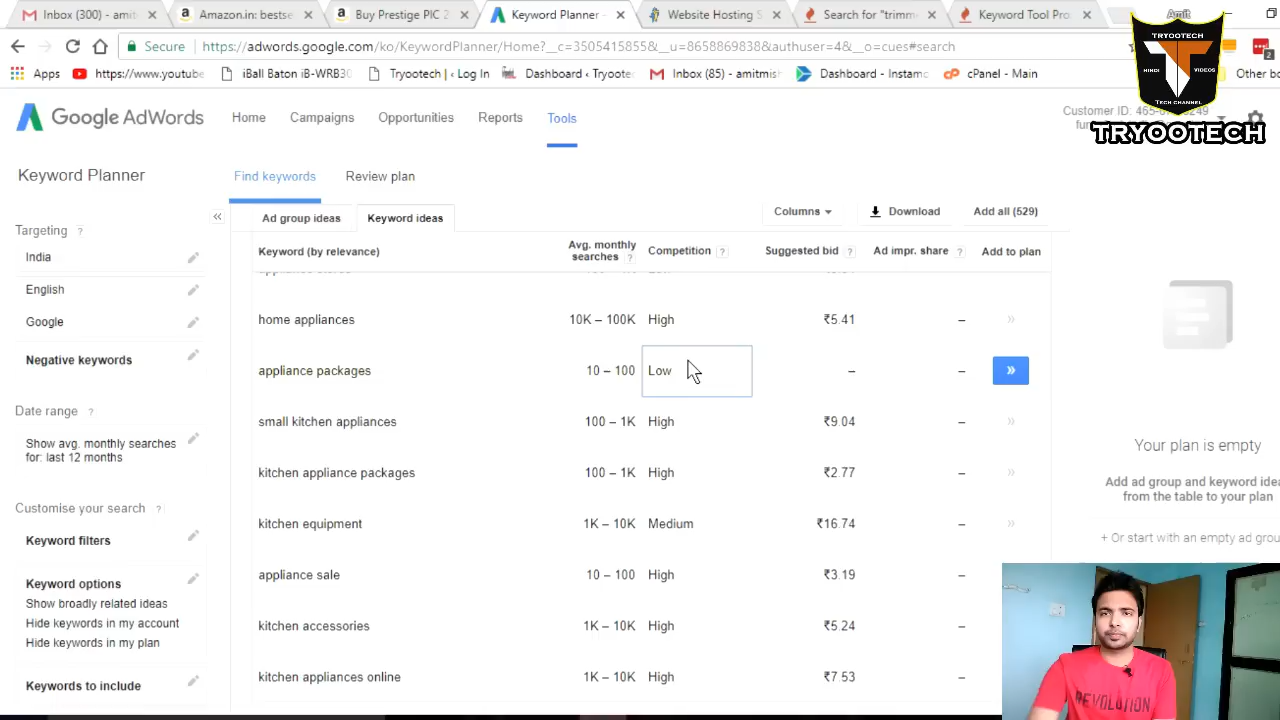 Inbox (300) - amit
Amazon.in: bestse
Buy Prestige PIC 2
Keyword Planner -
Website Hosting S
Search for "trimm
Keyword Tool Pro
Amit
Secure
https://adwords.google.com/ko/KeywordPlanner/Home?__c=3505415855&__u=8658869838&authuser=4&__o=cues#search
2
Apps
https://www.youtube
iBall Baton iB-WRB30
Tryootech | ‹ Log In
Dashboard ‹ Tryootec
Inbox (85) - amitmis
Dashboard - Instamo
cPanel - Main
Other bo
TRYOOTECH
HINDI
VIDEOS
TECH CHANNEL
TRYOOTECH
Google AdWords
Home
Campaigns
Opportunities
Reports
Tools
Customer ID: 465-
Keyword Planner
Find keywords
Review plan
Ad group ideas
Keyword ideas
Columns
Download
Add all (529)
Targeting ?
India
English
Google
Negative keywords
Date range ?
Show avg. monthly searches
for: last 12 months
Customise your search ?
Keyword filters
Keyword options
Show broadly related ideas
Hide keywords in my account
Hide keywords in my plan
Keywords to include
Keyword (by relevance)
Avg. monthly
searches ?
Competition ?
Suggested bid ?
Ad impr. share ?
Add to plan
home appliances 10K – 100K High ₹5.41 – »
appliance packages 10 – 100 Low – – »
small kitchen appliances 100 – 1K High ₹9.04 – »
kitchen appliance packages 100 – 1K High ₹2.77 – »
kitchen equipment 1K – 10K Medium ₹16.74 – »
appliance sale 10 – 100 High ₹3.19 –
kitchen accessories 1K – 10K High ₹5.24 –
kitchen appliances online 1K – 10K High ₹7.53 –
Your plan is empty
Add ad group and keyword idea
from the table to your plan
+ Or start with an empty ad grou
REVOLUTION